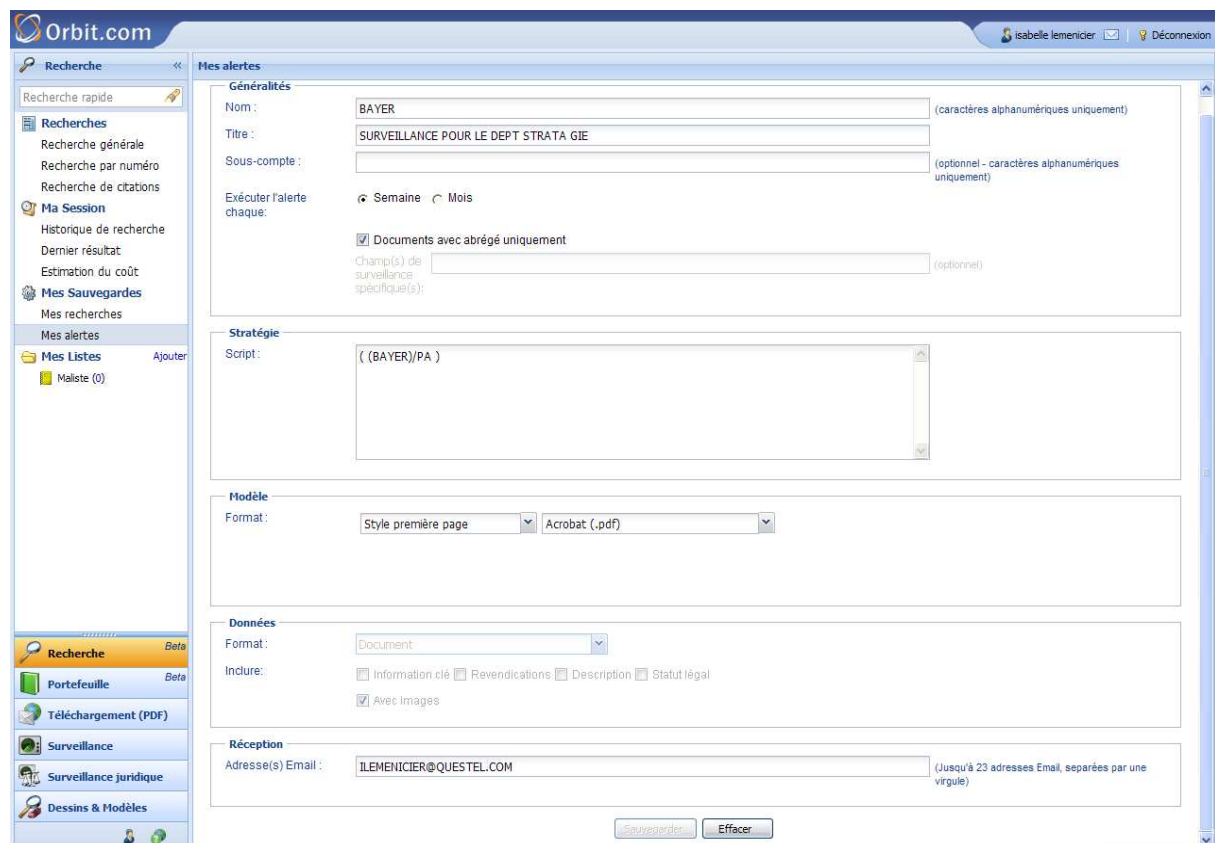 Orbit.com
isabelle lemenicier
Déconnexion
Recherche «
Recherche rapide
Recherches
Recherche générale
Recherche par numéro
Recherche de citations
Ma Session
Historique de recherche
Dernier résultat
Estimation du coût
Mes Sauvegardes
Mes recherches
Mes alertes
Mes Listes Ajouter
Maliste (0)
Recherche Beta
Portefeuille Beta
Téléchargement (PDF)
Surveillance
Surveillance juridique
Dessins & Modèles
Mes alertes
Généralités
Nom : BAYER (caractères alphanumériques uniquement)
Titre : SURVEILLANCE POUR LE DEPT STRATA GIE
Sous-compte : (optionnel - caractères alphanumériques
uniquement)
Exécuter l'alerte
chaque: Semaine Mois
Documents avec abrégé uniquement
Champ(s) de
surveillance
spécifique(s): (optionnel)
Stratégie
Script : ( (BAYER)/PA )
Modèle
Format : Style première page Acrobat (.pdf)
Données
Format : Document
Inclure: Information clé Revendications Description Statut légal
Avec images
Réception
Adresse(s) Email : ILEMENICIER@QUESTEL.COM (Jusqu'à 23 adresses Email, separées par une
virgule)
Sauvegarder Effacer